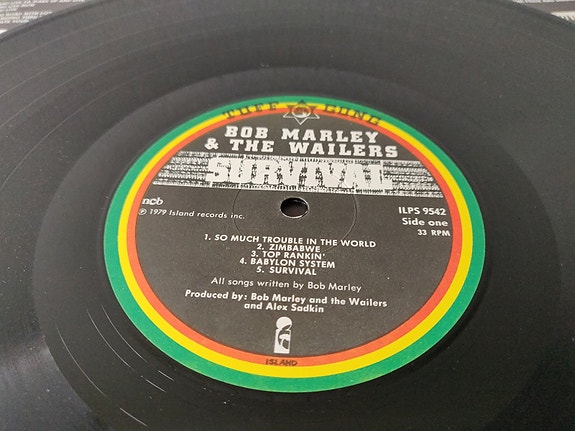 TUFF GONG
BOB MARLEY
& THE WAILERS
SURVIVAL
ncb
℗ 1979 Island records inc.
ILPS 9542
Side one
33 RPM
1. SO MUCH TROUBLE IN THE WORLD
2. ZIMBABWE
3. TOP RANKIN'
4. BABYLON SYSTEM
5. SURVIVAL
All songs written by Bob Marley
Produced by: Bob Marley and the Wailers
and Alex Sadkin
ISLAND